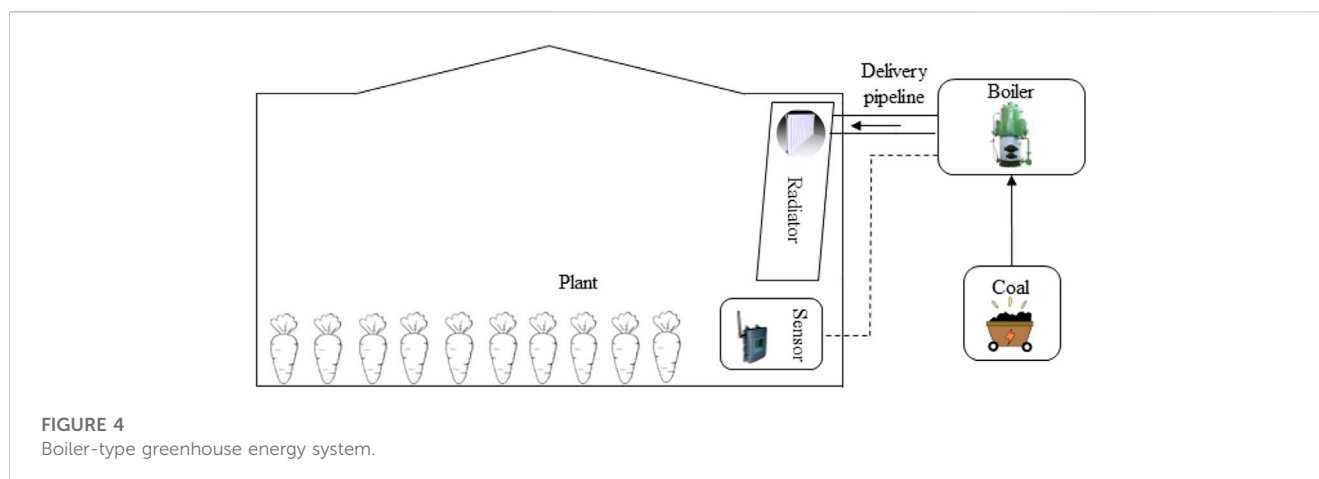 Delivery
pipeline
Boiler
Radiator
Plant
Sensor
Coal
FIGURE 4
Boiler-type greenhouse energy system.